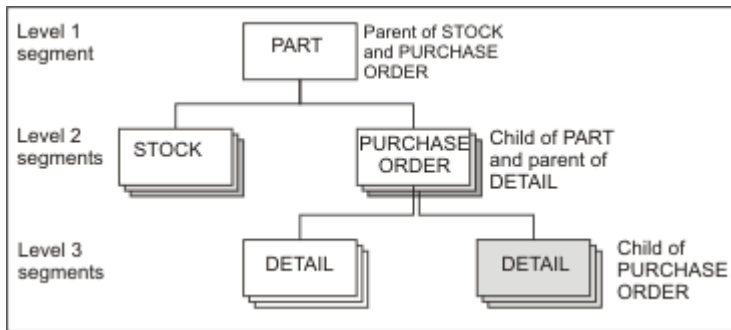 Level 1
segment
PART
Parent of STOCK
and PURCHASE
ORDER
Level 2
segments
STOCK
PURCHASE
ORDER
Child of PART
and parent of
DETAIL
Level 3
segments
DETAIL
DETAIL
Child of
PURCHASE
ORDER